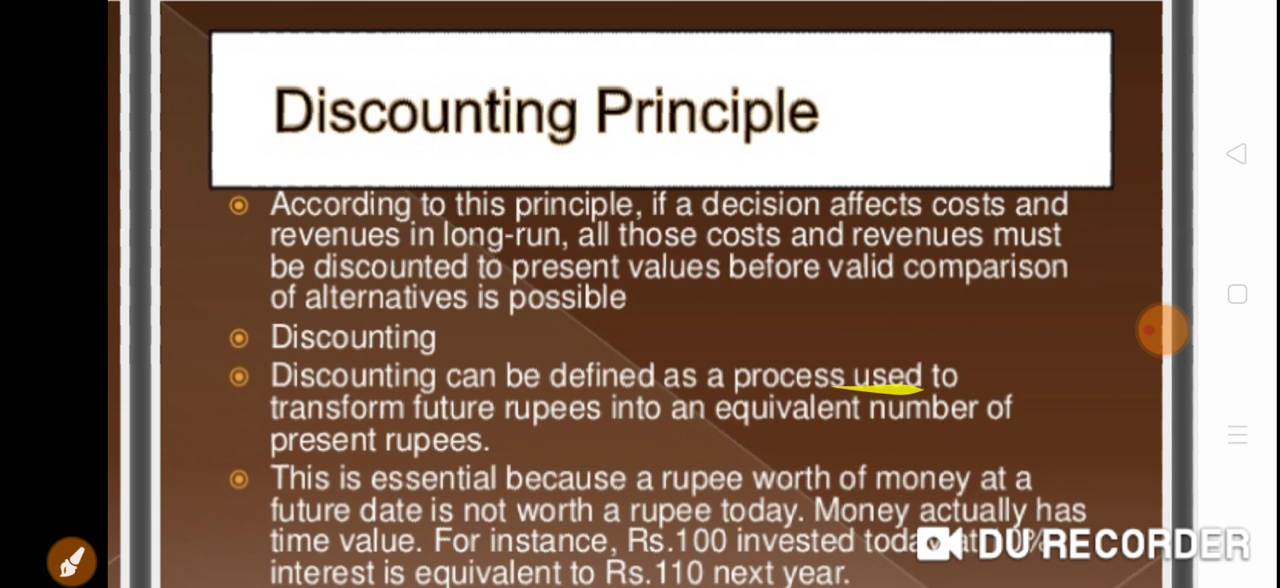 Discounting Principle
According to this principle, if a decision affects costs and
revenues in long-run, all those costs and revenues must
be discounted to present values before valid comparison
of alternatives is possible
Discounting
Discounting can be defined as a process used to
transform future rupees into an equivalent number of
present rupees.
This is essential because a rupee worth of money at a
future date is not worth a rupee today. Money actually has
time value. For instance, Rs.100 invested today at
DU RECORDER
interest is equivalent to Rs.110 next year.